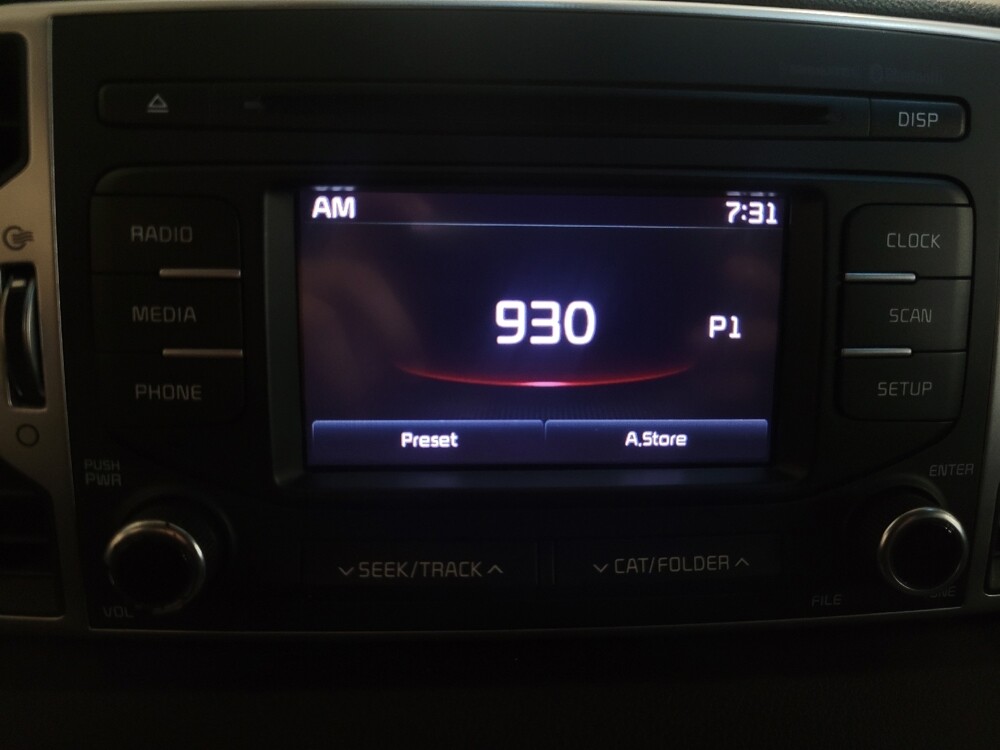 DISP
AM 7:31
RADIO
CLOCK
930
P1
MEDIA
SCAN
PHONE
SETUP
Preset A.Store
PUSH
PWR
ENTER
SEEK/TRACK
CAT/FOLDER
VOL
FILE